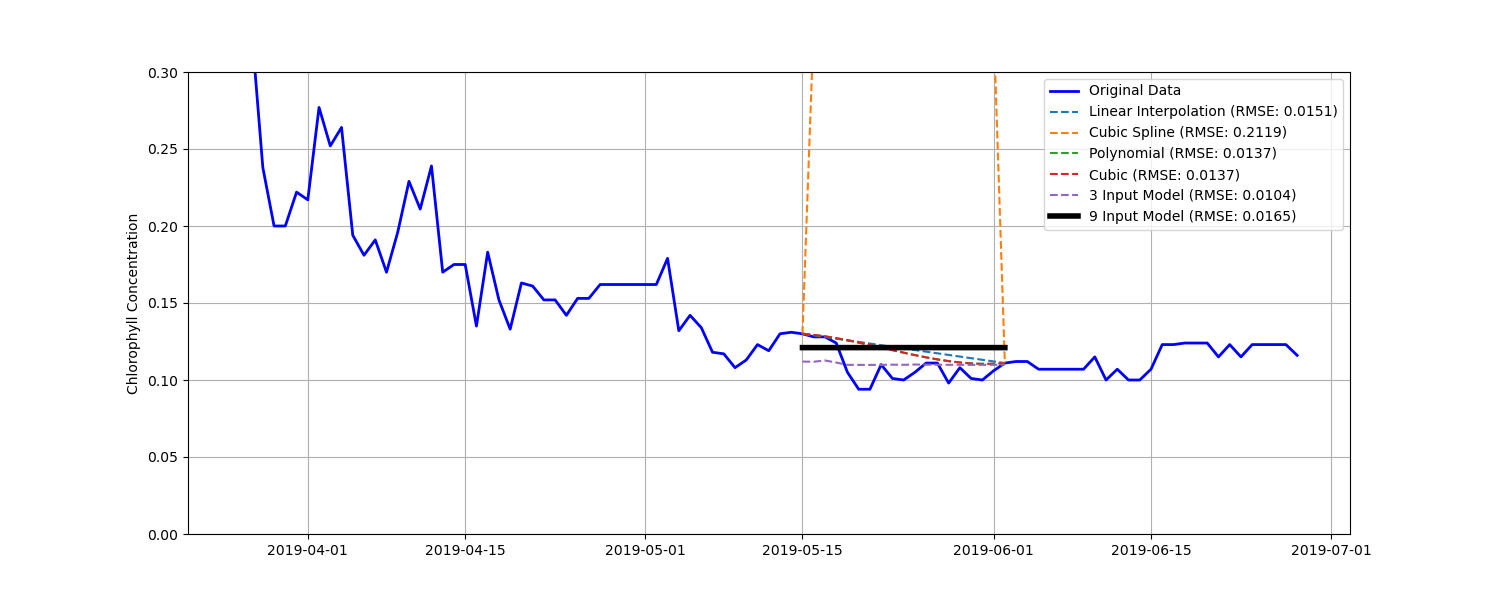 Chlorophyll Concentration
0.30
0.25
0.20
0.15
0.10
0.05
0.00
2019-04-01
2019-04-15
2019-05-01
2019-05-15
2019-06-01
2019-06-15
2019-07-01
Original Data
Linear Interpolation (RMSE: 0.0151)
Cubic Spline (RMSE: 0.2119)
Polynomial (RMSE: 0.0137)
Cubic (RMSE: 0.0137)
3 Input Model (RMSE: 0.0104)
9 Input Model (RMSE: 0.0165)